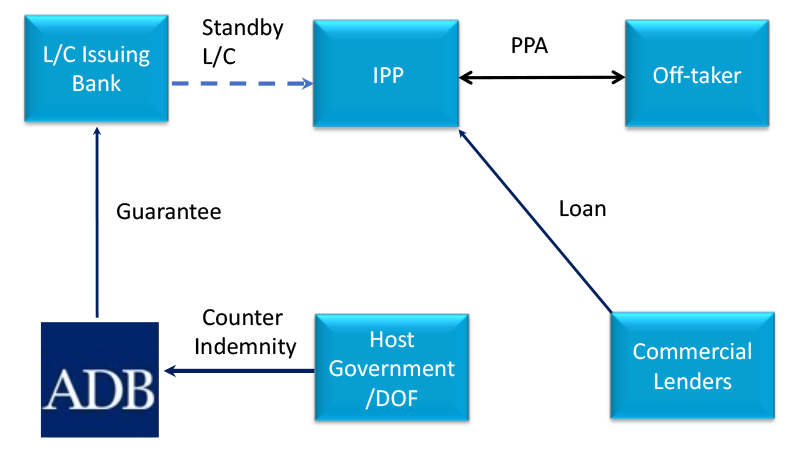 L/C Issuing
Bank
Standby
L/C
IPP
PPA
Off-taker
Guarantee
Loan
ADB
Counter
Indemnity
Host
Government
/DOF
Commercial
Lenders